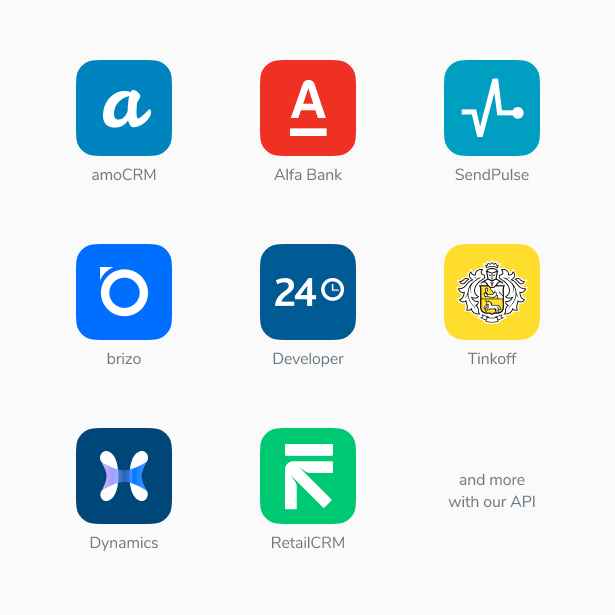 a
A
amoCRM
Alfa Bank
SendPulse
24
brizo
Developer
Tinkoff
Dynamics
RetailCRM
and more
with our API